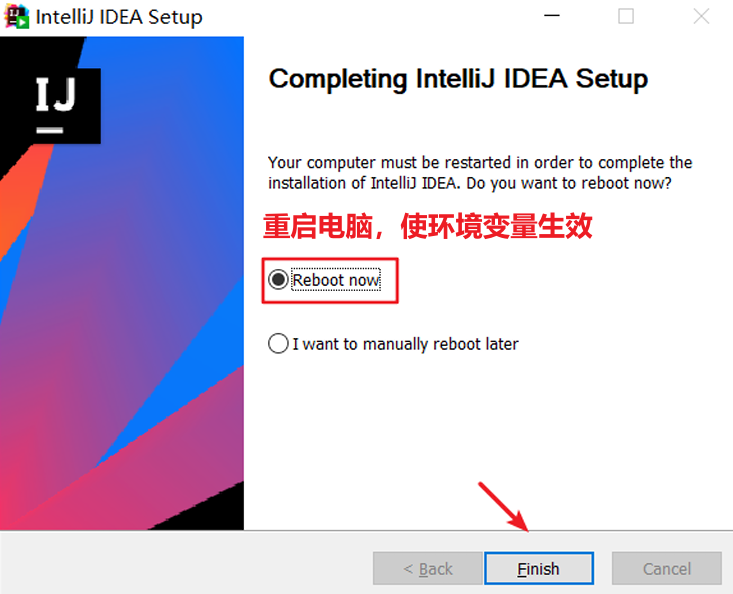 IntelliJ IDEA Setup
IJ
Completing IntelliJ IDEA Setup
Your computer must be restarted in order to complete the
installation of IntelliJ IDEA. Do you want to reboot now?
重启电脑，使环境变量生效
Reboot now
I want to manually reboot later
< Back
Finish
Cancel